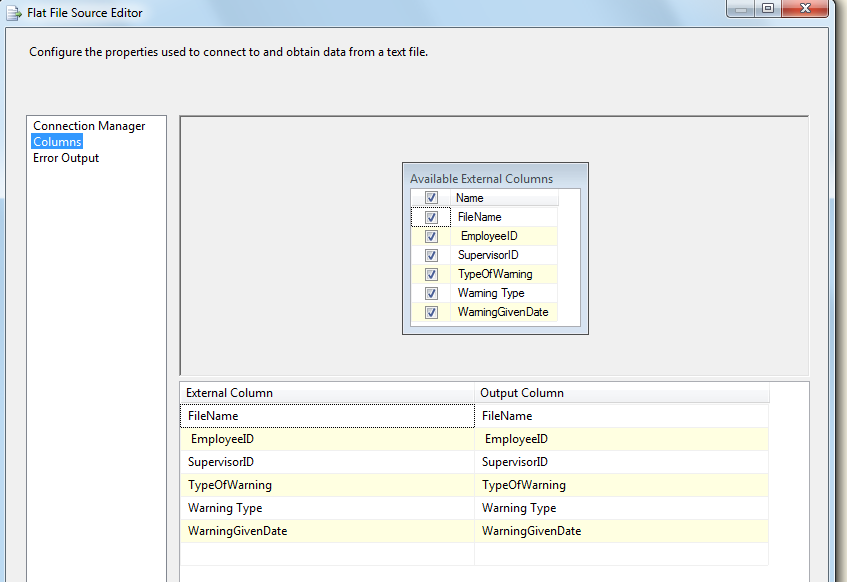 Flat File Source Editor
Configure the properties used to connect to and obtain data from a text file.
Connection Manager
Columns
Error Output
Available External Columns
Name
FileName
EmployeeID
SupervisorID
TypeOfWarning
Warning Type
WarningGivenDate
External Column Output Column
FileName FileName
EmployeeID EmployeeID
SupervisorID SupervisorID
TypeOfWarning TypeOfWarning
Warning Type Warning Type
WarningGivenDate WarningGivenDate